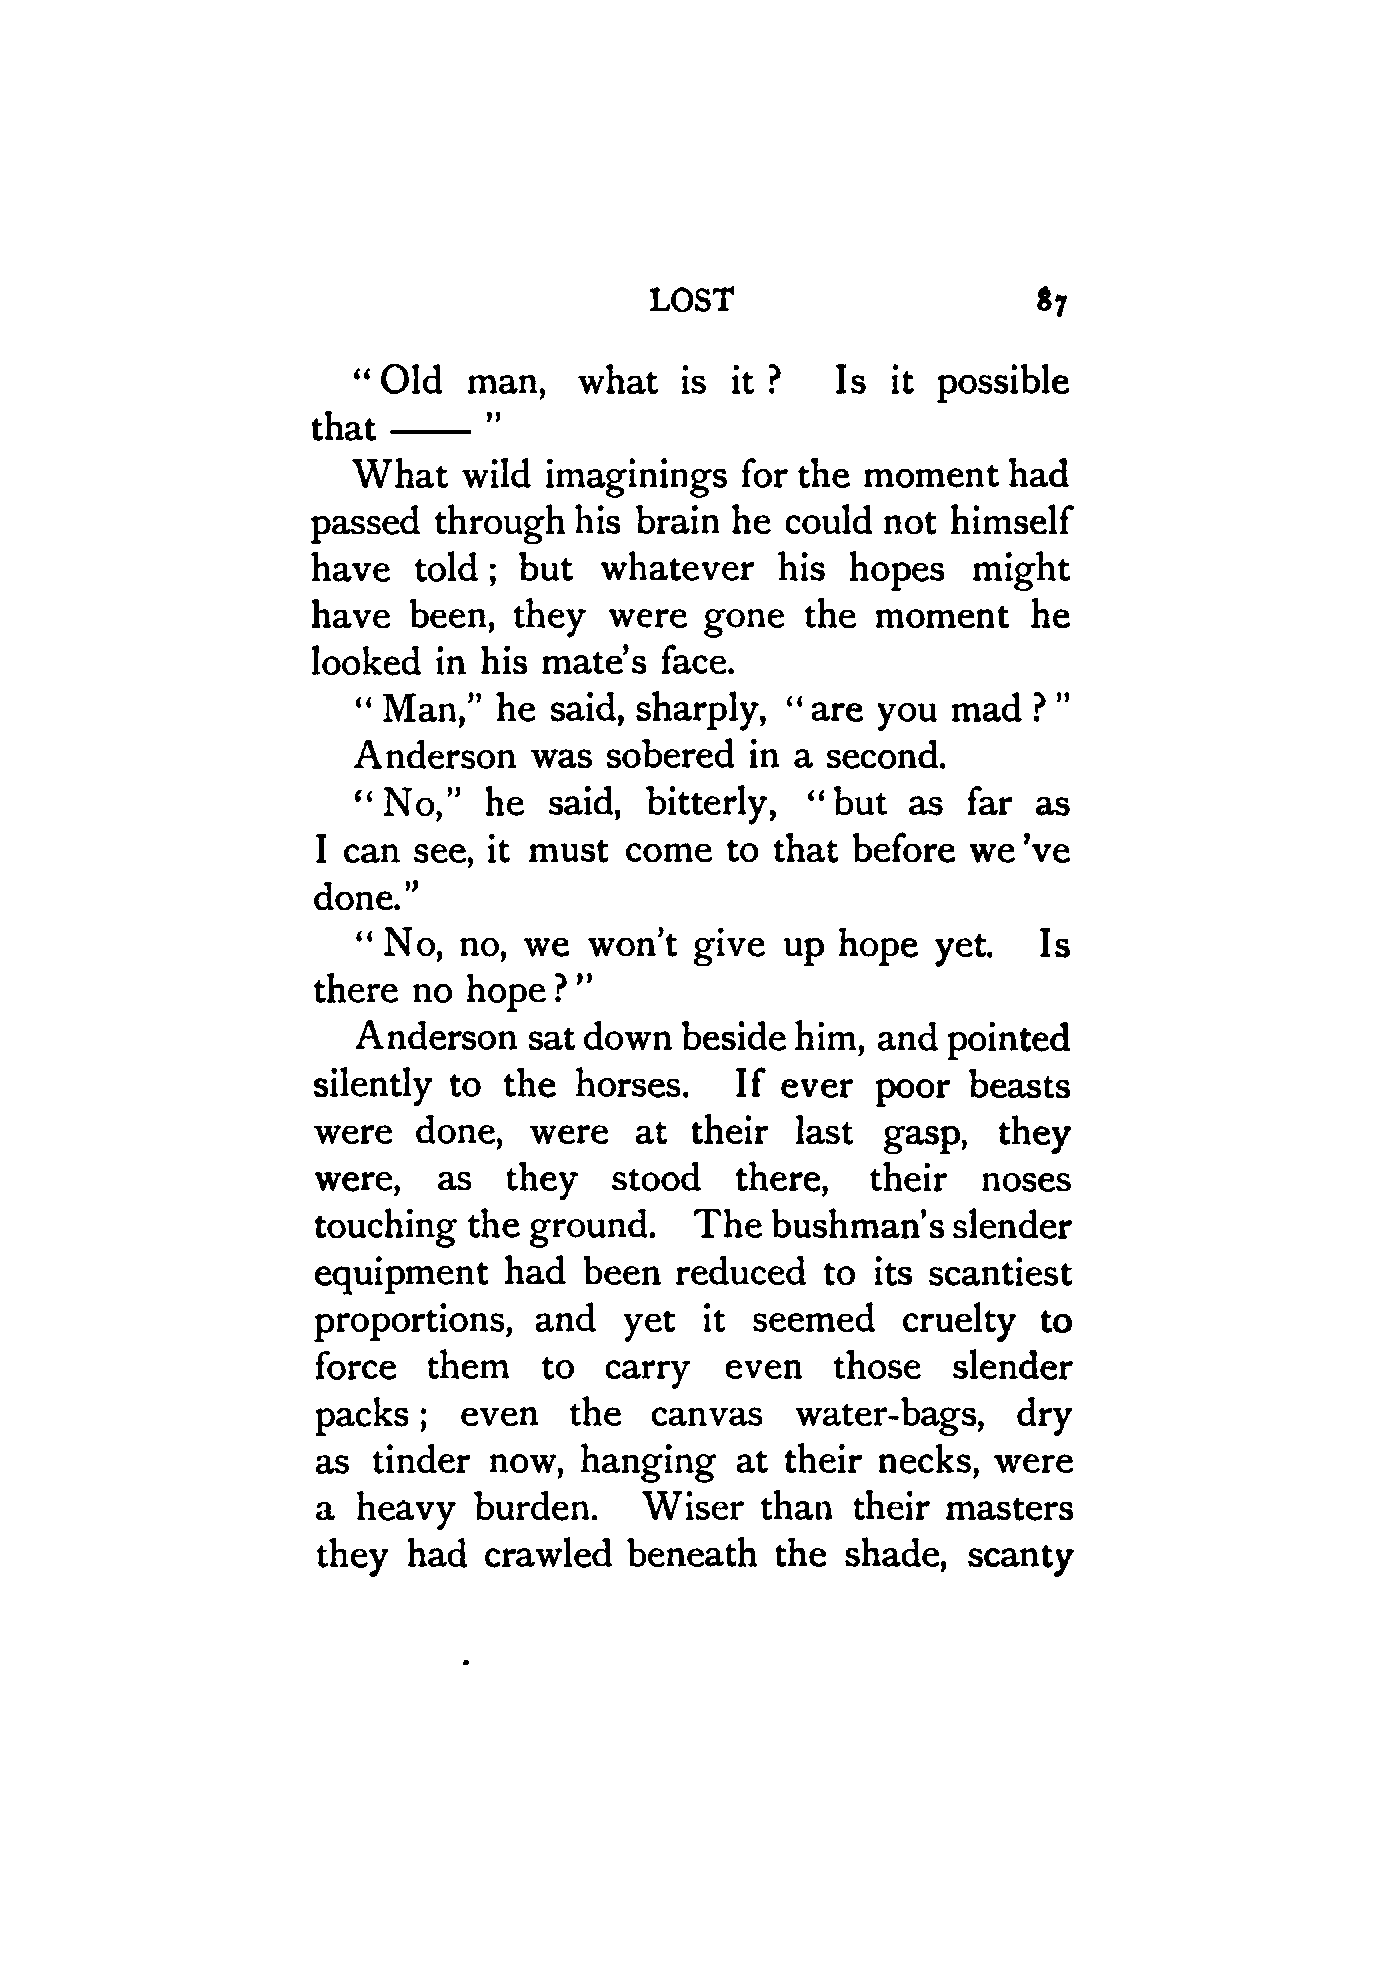 LOST 87
“Old man, what is it? Is it possible
that —— ”
What wild imaginings for the moment had
passed through his brain he could not himself
have told; but whatever his hopes might
have been, they were gone the moment he
looked in his mate’s face.
“Man,” he said, sharply, “are you mad?”
Anderson was sobered in a second.
“No,” he said, bitterly, “but as far as
I can see, it must come to that before we’ve
done.”
“No, no, we won’t give up hope yet. Is
there no hope?”
Anderson sat down beside him, and pointed
silently to the horses. If ever poor beasts
were done, were at their last gasp, they
were, as they stood there, their noses
touching the ground. The bushman’s slender
equipment had been reduced to its scantiest
proportions, and yet it seemed cruelty to
force them to carry even those slender
packs; even the canvas water-bags, dry
as tinder now, hanging at their necks, were
a heavy burden. Wiser than their masters
they had crawled beneath the shade, scanty